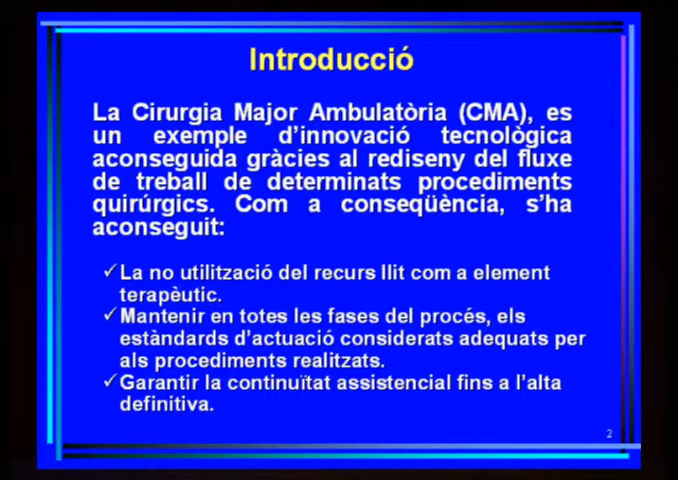 Introducció
La Cirurgia Major Ambulatòria (CMA), es
un exemple d'innovació tecnològica
aconseguida gràcies al redisseny del fluxe
de treball de determinats procediments
quirúrgics. Com a conseqüència, s'ha
aconseguit:
✓La no utilització del recurs llit com a element
terapèutic.
✓Mantenir en totes les fases del procés, els
estàndards d'actuació considerats adequats per
als procediments realitzats.
✓Garantir la continuïtat assistencial fins a l'alta
definitiva.
2